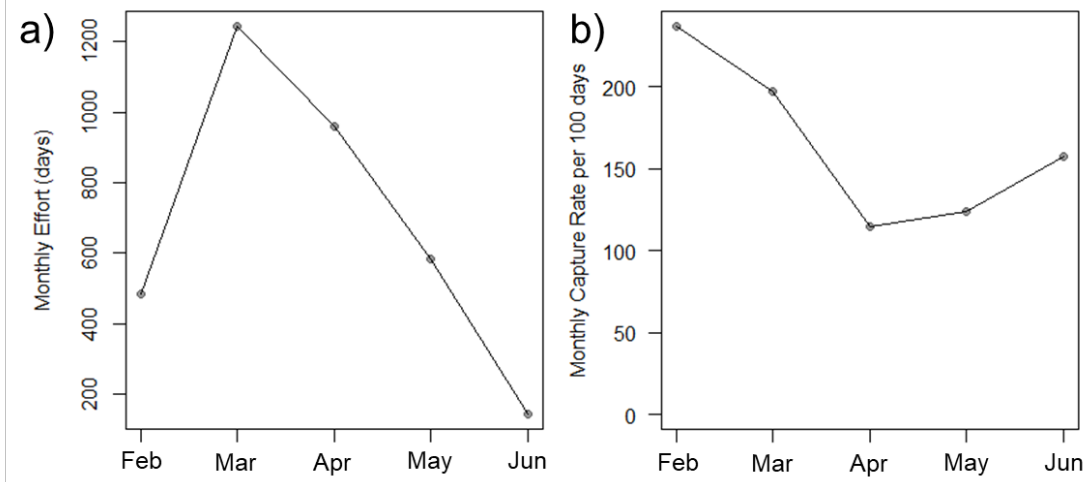 a)
Monthly Effort (days)
1200
1000
800
600
400
200
Feb Mar Apr May Jun
b)
Monthly Capture Rate per 100 days
200
150
100
50
0
Feb Mar Apr May Jun